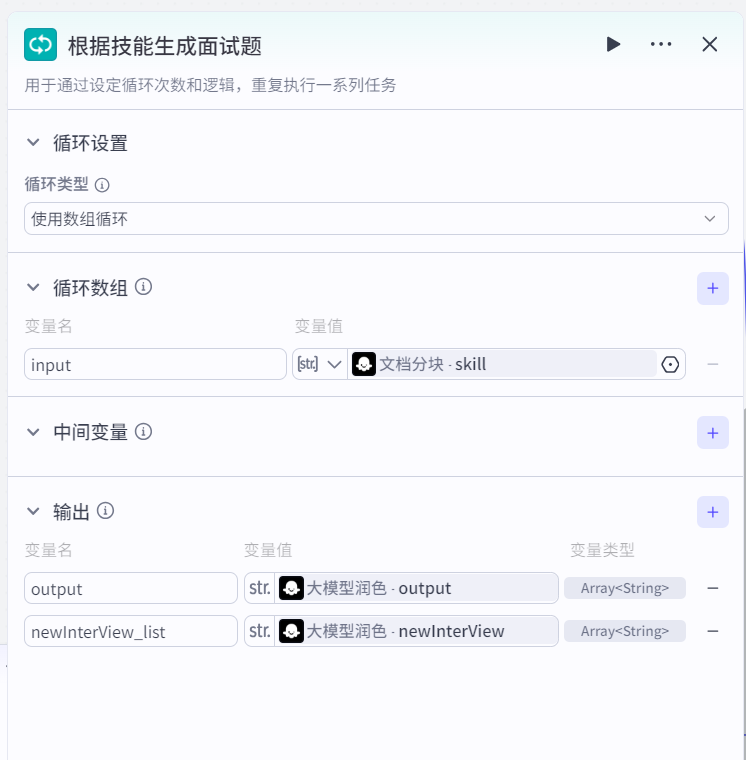 根据技能生成面试题
用于通过设定循环次数和逻辑，重复执行一系列任务
循环设置
循环类型
使用数组循环
循环数组
变量名 变量值
input [str.] 文档分块 · skill
中间变量
输出
变量名 变量值 变量类型
output str. 大模型润色 · output Array<String>
newInterView_list str. 大模型润色 · newInterView Array<String>